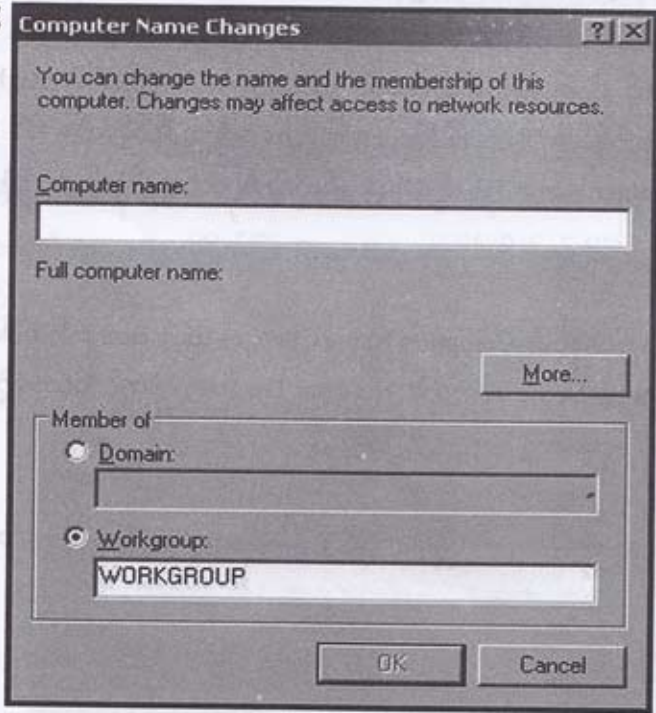 Computer Name Changes
You can change the name and the membership of this
computer. Changes may affect access to network resources.
Computer name:
Full computer name:
More...
Member of
Domain:
Workgroup:
WORKGROUP
OK
Cancel